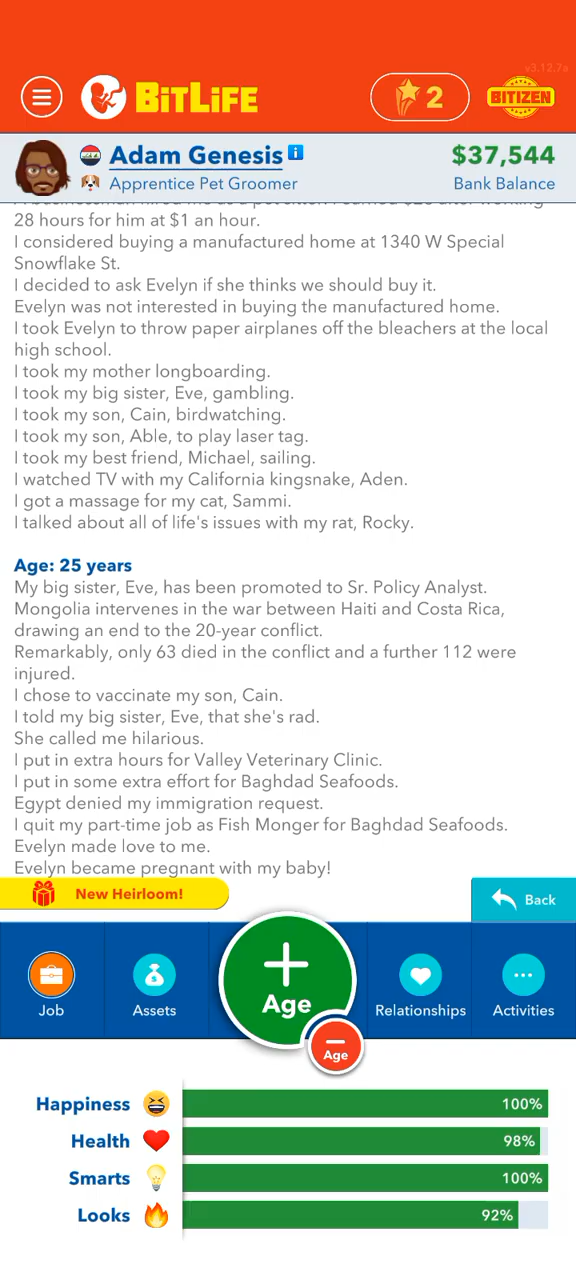 v3.12.7a
BITLIFE
2
BITIZEN
Adam Genesis i
$37,544
Apprentice Pet Groomer
Bank Balance
28 hours for him at $1 an hour.
I considered buying a manufactured home at 1340 W Special
Snowflake St.
I decided to ask Evelyn if she thinks we should buy it.
Evelyn was not interested in buying the manufactured home.
I took Evelyn to throw paper airplanes off the bleachers at the local
high school.
I took my mother longboarding.
I took my big sister, Eve, gambling.
I took my son, Cain, birdwatching.
I took my son, Able, to play laser tag.
I took my best friend, Michael, sailing.
I watched TV with my California kingsnake, Aden.
I got a massage for my cat, Sammi.
I talked about all of life's issues with my rat, Rocky.
Age: 25 years
My big sister, Eve, has been promoted to Sr. Policy Analyst.
Mongolia intervenes in the war between Haiti and Costa Rica,
drawing an end to the 20-year conflict.
Remarkably, only 63 died in the conflict and a further 112 were
injured.
I chose to vaccinate my son, Cain.
I told my big sister, Eve, that she's rad.
She called me hilarious.
I put in extra hours for Valley Veterinary Clinic.
I put in some extra effort for Baghdad Seafoods.
Egypt denied my immigration request.
I quit my part-time job as Fish Monger for Baghdad Seafoods.
Evelyn made love to me.
Evelyn became pregnant with my baby!
New Heirloom!
Back
Job
Assets
Age
Relationships
Activities
Age
Happiness
100%
Health
98%
Smarts
100%
Looks
92%